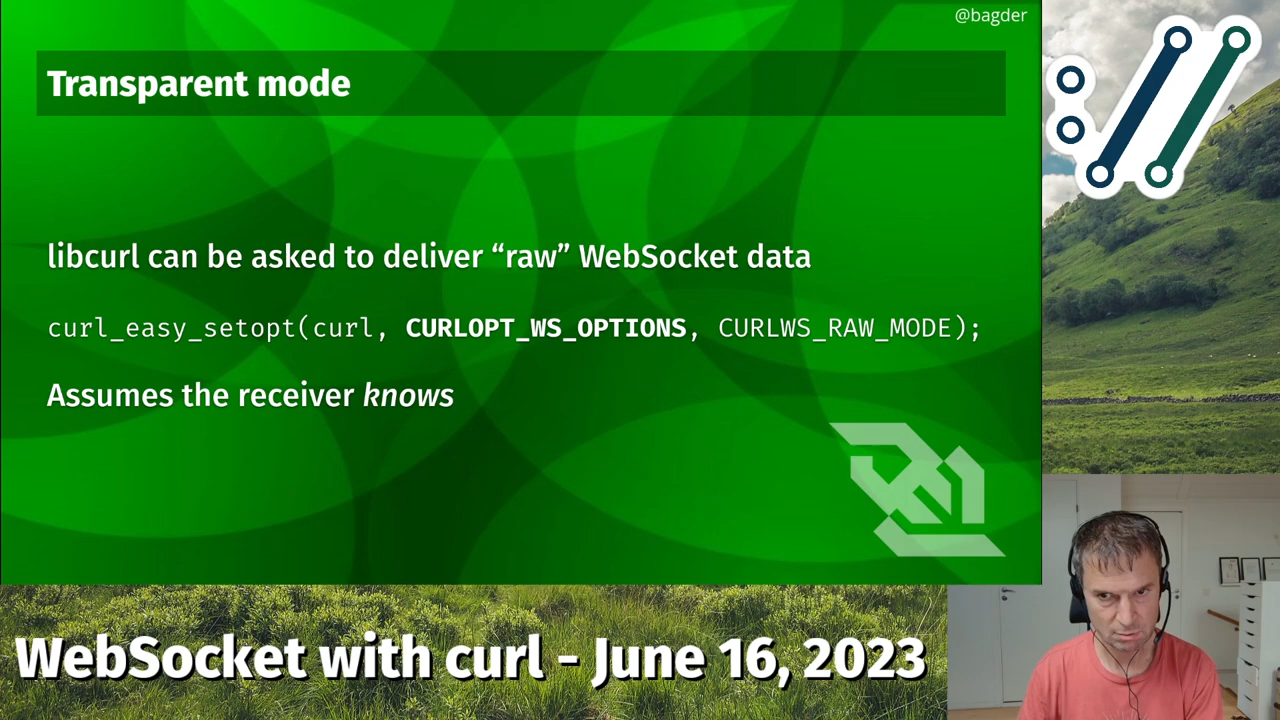 @bagder
Transparent mode
libcurl can be asked to deliver “raw” WebSocket data
curl_easy_setopt(curl, CURLOPT_WS_OPTIONS, CURLWS_RAW_MODE);
Assumes the receiver knows
WebSocket with curl - June 16, 2023